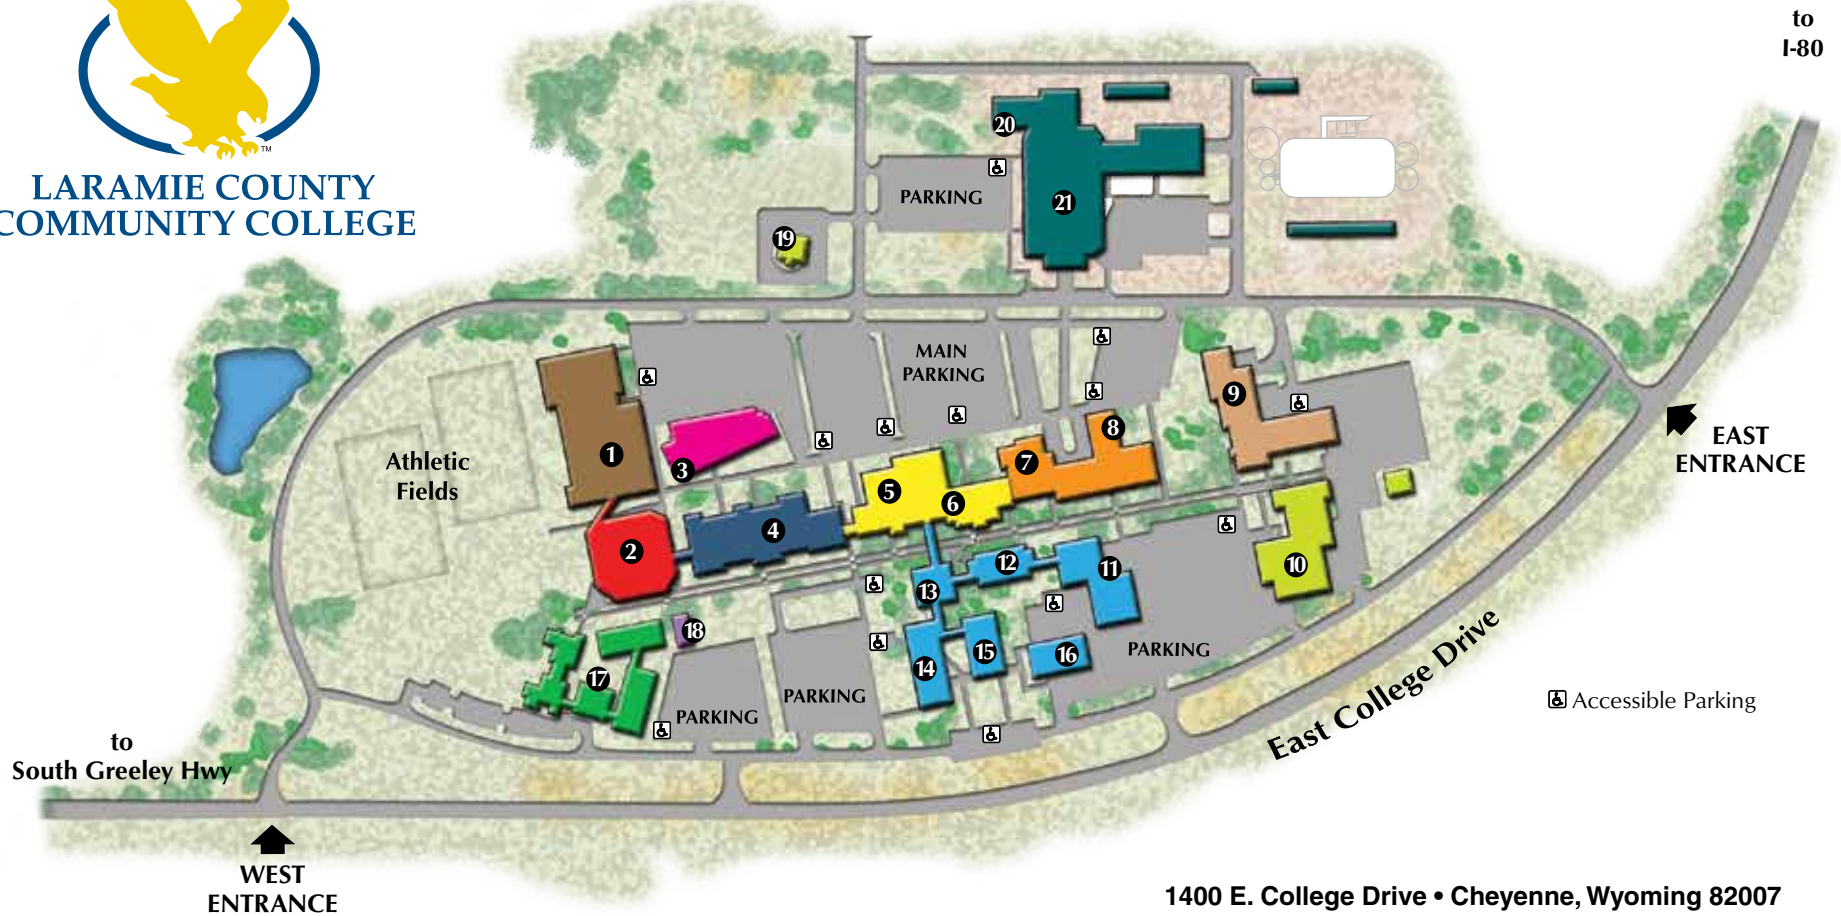 to
I-80
TM
LARAMIE COUNTY
COMMUNITY COLLEGE
20
PARKING
21
19
MAIN
PARKING
9
8
EAST
ENTRANCE
Athletic
Fields
1
3
7
5
6
4
2
12
11
10
13
18
15
16
PARKING
14
17
PARKING
PARKING
East College Drive
Accessible Parking
to
South Greeley Hwy
WEST
ENTRANCE
1400 E. College Drive • Cheyenne, Wyoming 82007